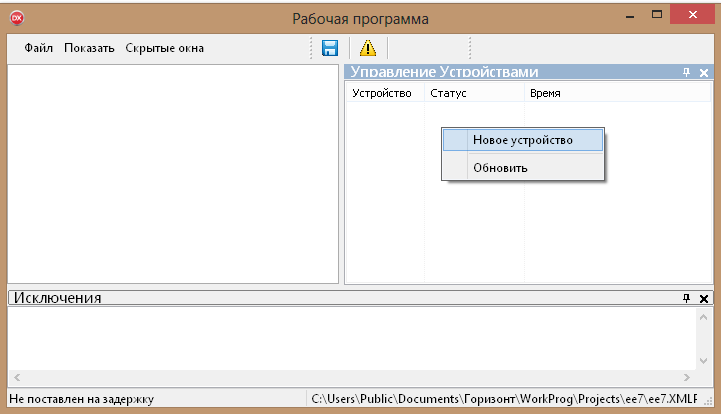 DX
Рабочая программа
Файл Показать Скрытые окна
Управление Устройствами
Устройство Статус Время
Новое устройство
Обновить
Исключения
Не поставлен на задержку C:\Users\Public\Documents\Горизонт\WorkProg\Projects\ee7\ee7.XMLP